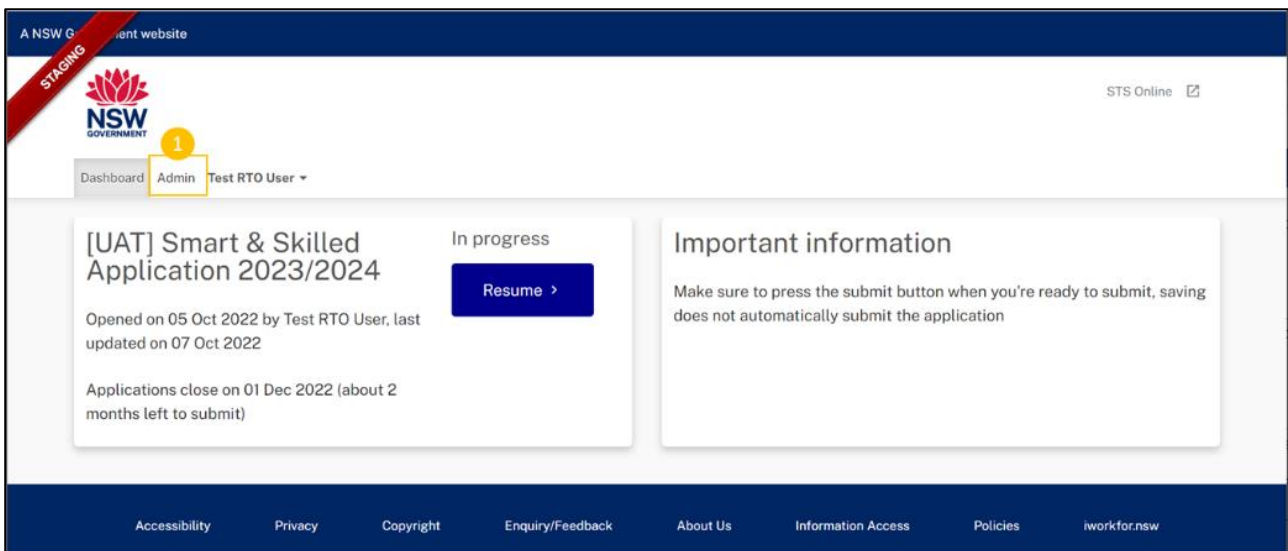 A NSW G ent website
STAGING
NSW
GOVERNMENT
STS Online
1
Dashboard Admin Test RTO User
[UAT] Smart & Skilled
Application 2023/2024
Opened on 05 Oct 2022 by Test RTO User, last
updated on 07 Oct 2022
Applications close on 01 Dec 2022 (about 2
months left to submit)
In progress
Resume >
Important information
Make sure to press the submit button when you're ready to submit, saving
does not automatically submit the application
Accessibility Privacy Copyright Enquiry/Feedback About Us Information Access Policies iworkfor.nsw